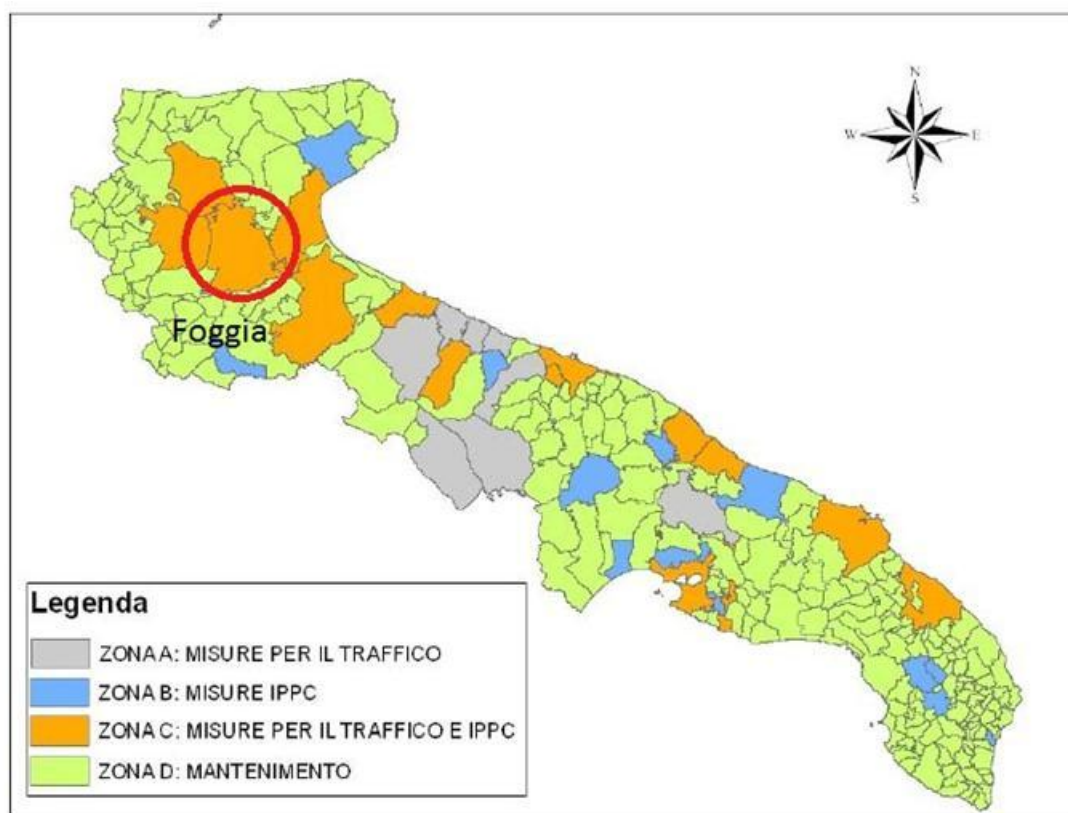 N
W E
S
Foggia
Legenda
ZONA A: MISURE PER IL TRAFFICO
ZONA B: MISURE IPPC
ZONA C: MISURE PER IL TRAFFICO E IPPC
ZONA D: MANTENIMENTO